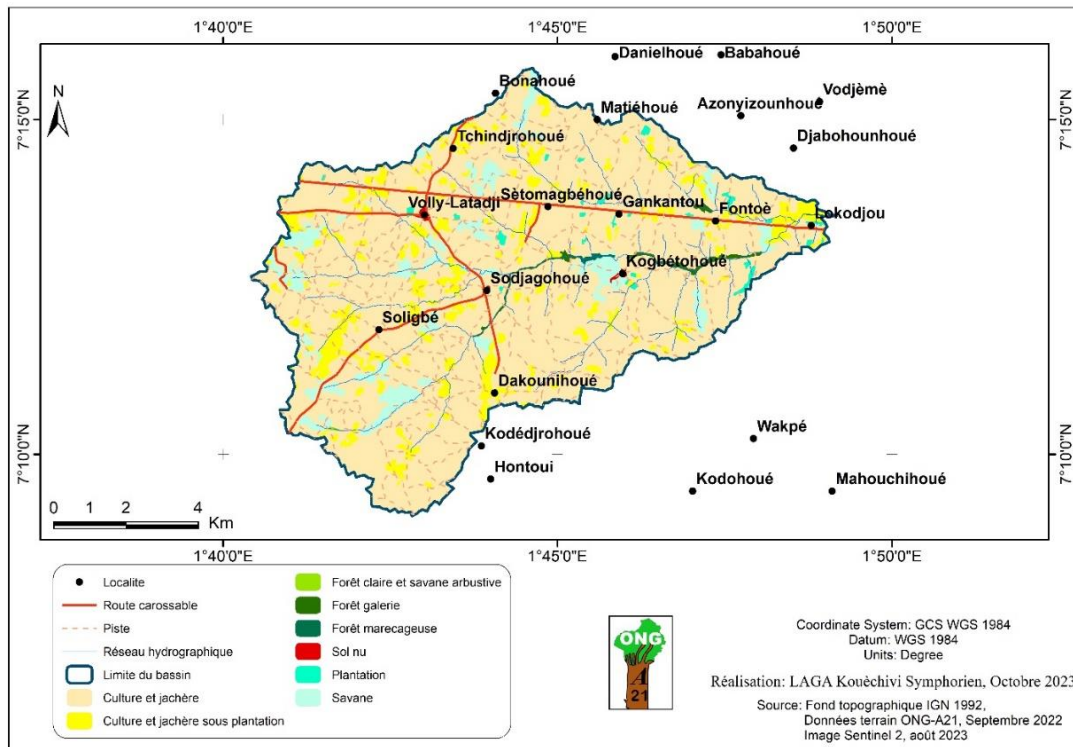 1°40'0"E
1°45'0"E
1°50'0"E
N
7°15'0"N
7°15'0"N
Danielhoué
Babahoué
Bonahoué
Vodjèmè
Matiéhoué
Azonyizounhoué
Djabohounhoué
Tchindjrohoué
Volly-Latadji
Sètomagbéhoué
Gankantou
Fontoè
Lokodjou
Kogbétohoué
Sodjagohoué
Soligbé
Dakounihoué
Kodédjrohoué
Wakpé
7°10'0"N
7°10'0"N
Hontoui
Kodohoué
Mahouchihoué
0 1 2 4
Km
1°40'0"E
1°45'0"E
1°50'0"E
Localite
Route carossable
Piste
Réseau hydrographique
Limite du bassin
Culture et jachère
Culture et jachère sous plantation
Forêt claire et savane arbustive
Forêt galerie
Forêt marecageuse
Sol nu
Plantation
Savane
ONG
A
21
Coordinate System: GCS WGS 1984
Datum: WGS 1984
Units: Degree
Réalisation: LAGA Kouèchivi Symphorien, Octobre 2023
Source: Fond topographique IGN 1992,
Données terrain ONG-A21, Septembre 2022
Image Sentinel 2, août 2023